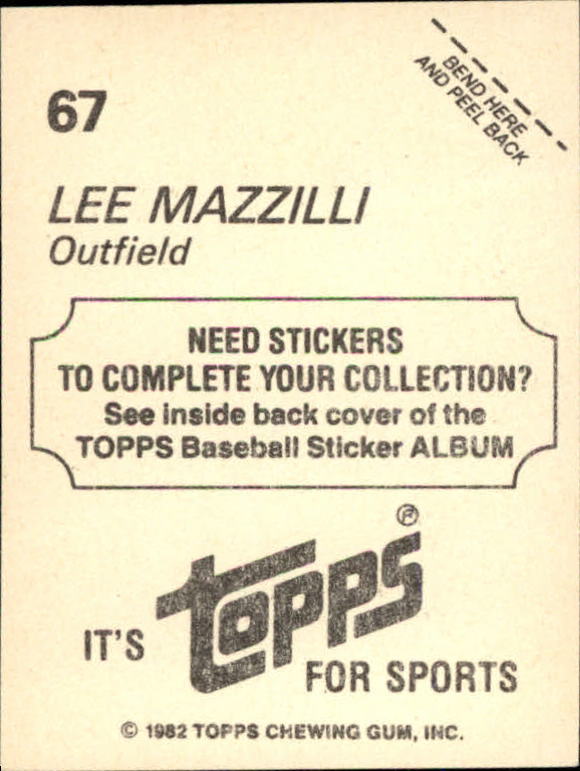 67
BEND HERE
AND PEEL BACK
LEE MAZZILLI
Outfield
NEED STICKERS
TO COMPLETE YOUR COLLECTION?
See inside back cover of the
TOPPS Baseball Sticker ALBUM
IT'S topps®
FOR SPORTS
© 1982 TOPPS CHEWING GUM, INC.